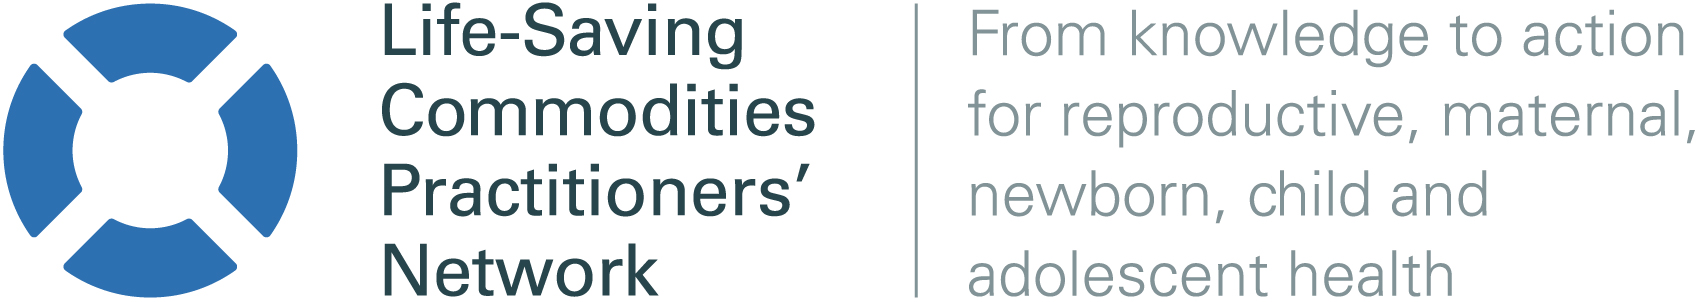 Life-Saving
Commodities
Practitioners’
Network
From knowledge to action
for reproductive, maternal,
newborn, child and
adolescent health